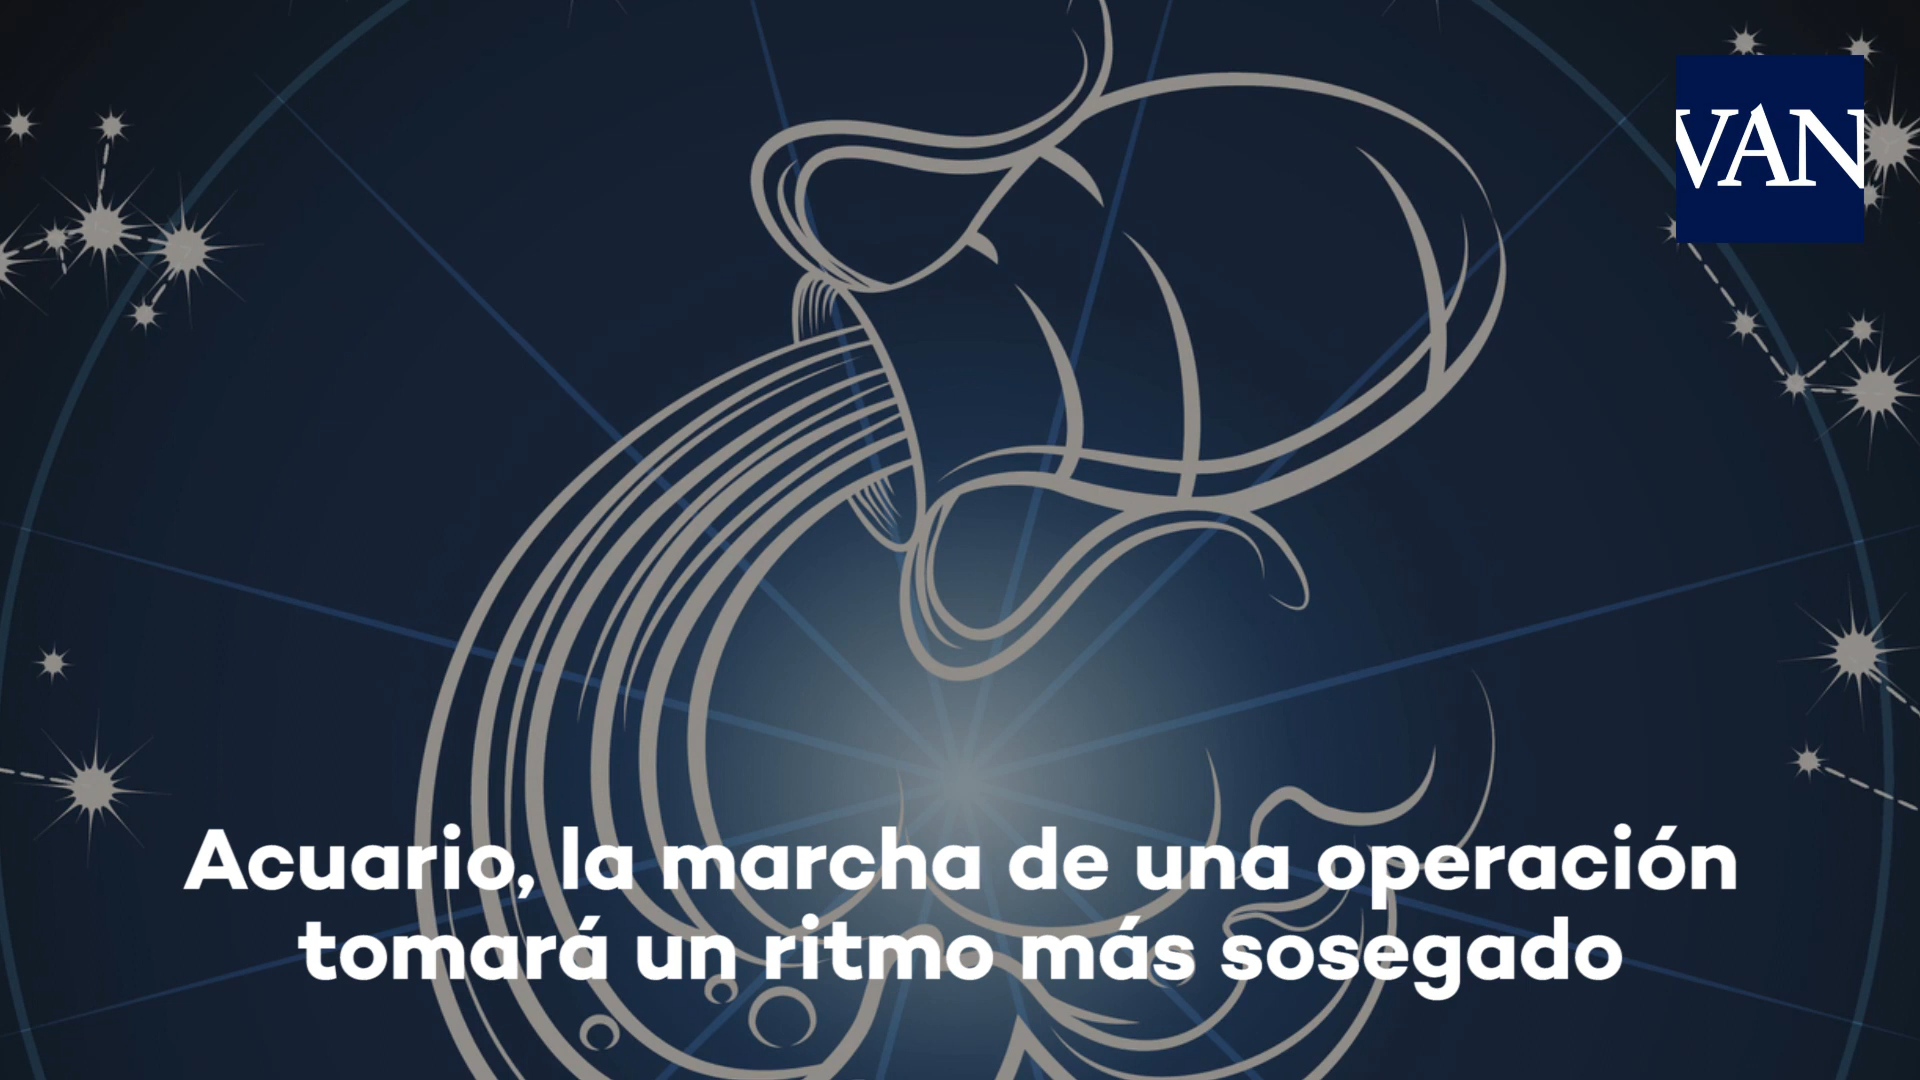 VAN
Acuario, la marcha de una operación
tomará un ritmo más sosegado